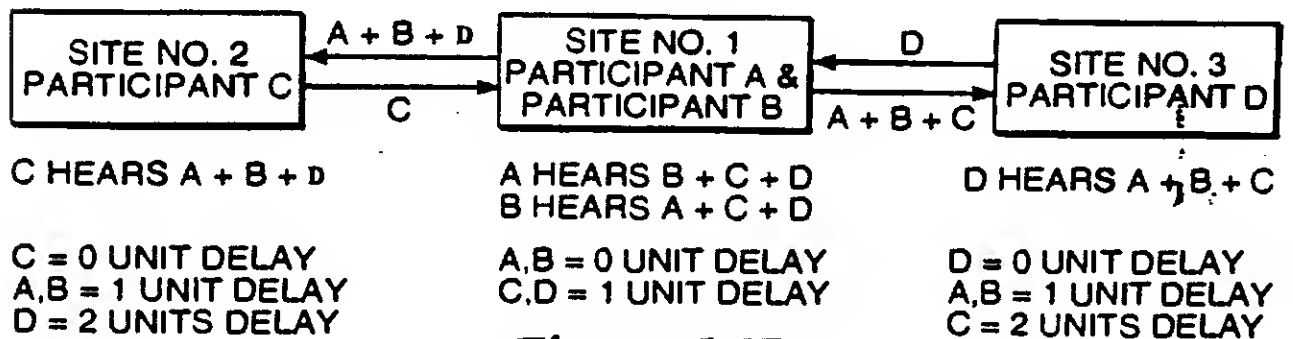 SITE NO. 2
PARTICIPANT C
A + B + D
C
SITE NO. 1
PARTICIPANT A &
PARTICIPANT B
D
A + B + C
SITE NO. 3
PARTICIPANT D
C HEARS A + B + D
A HEARS B + C + D
B HEARS A + C + D
D HEARS A + B + C
C = 0 UNIT DELAY
A,B = 1 UNIT DELAY
D = 2 UNITS DELAY
A,B = 0 UNIT DELAY
C,D = 1 UNIT DELAY
D = 0 UNIT DELAY
A,B = 1 UNIT DELAY
C = 2 UNITS DELAY